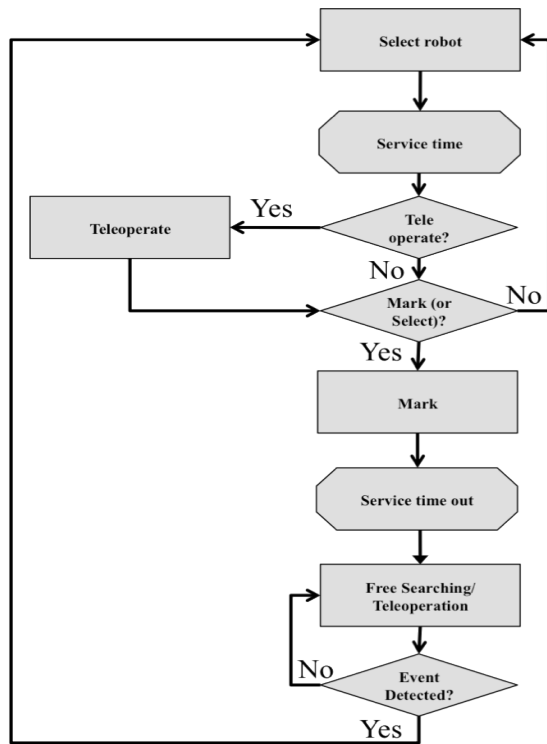 Select robot
Service time
Yes
Tele
operate?
Teleoperate
No
Mark (or
Select)?
No
Yes
Mark
Service time out
Free Searching/
Teleoperation
No
Event
Detected?
Yes